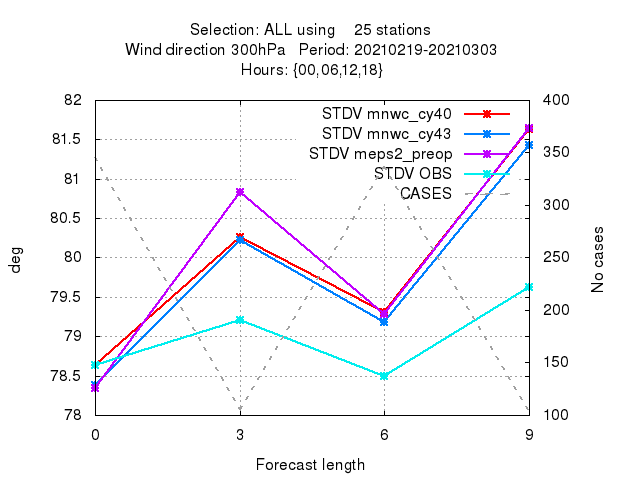 Selection: ALL using    25 stations
Wind direction 300hPa   Period: 20210219-20210303
Hours: {00,06,12,18}
82
81.5
81
80.5
80
79.5
79
78.5
78
400
350
300
250
200
150
100
STDV mnwc_cy40
STDV mnwc_cy43
STDV meps2_preop
STDV OBS
CASES
deg
No cases
0 3 6 9
Forecast length